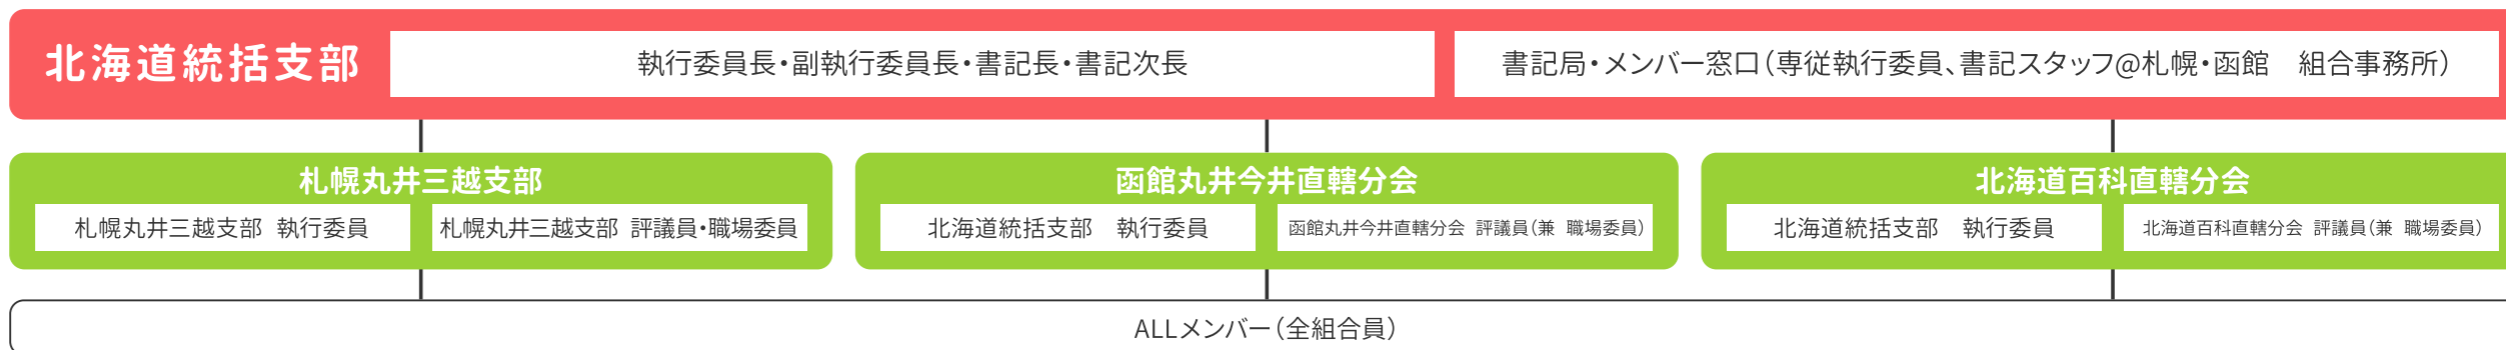 北海道統括支部
執行委員長・副執行委員長・書記長・書記次長
書記局・メンバー窓口（専従執行委員、書記スタッフ@札幌・函館　組合事務所）
札幌丸井三越支部
札幌丸井三越支部 執行委員
札幌丸井三越支部 評議員・職場委員
函館丸井今井直轄分会
北海道統括支部　執行委員
函館丸井今井直轄分会 評議員（兼 職場委員）
北海道百科直轄分会
北海道統括支部　執行委員
北海道百科直轄分会 評議員（兼 職場委員）
ALLメンバー（全組合員）